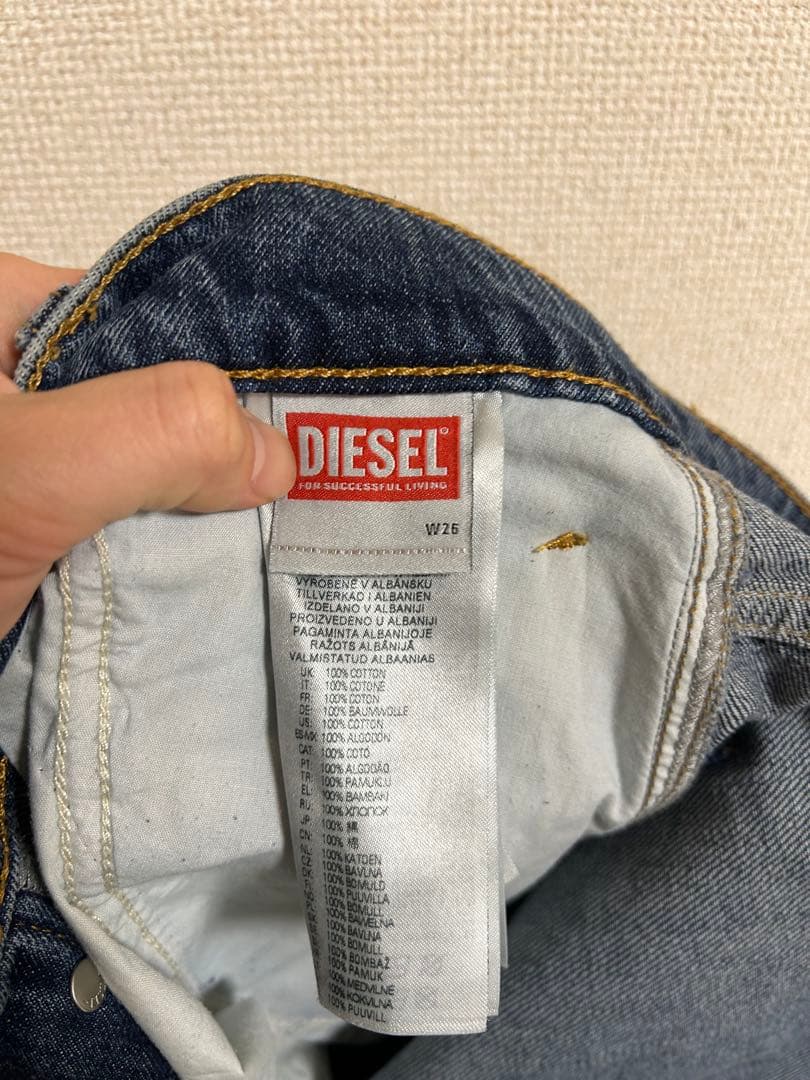 DIESEL
FOR SUCCESSFUL LIVING
W26
VYROBENÉ V ALBÁNSKU
TILLVERKAD I ALBANIEN
IZDELANO V ALBANIJI
PROIZVEDENO U ALBANIJI
PAGAMINTA ALBANIJOJE
RAŽOTS ALBĀNIJĀ
VALMISTATUD ALBAANIAS
UK: 100% COTTON
IT: 100% COTONE
FR: 100% COTON
DE: 100% BAUMWOLLE
US: 100% COTTON
ES-MX: 100% ALGODÓN
CAT: 100% COTÓ
PT: 100% ALGODÃO
TR: 100% PAMUKLU
EL: 100% BAMBAKI
RU: 100% ХЛОПОК
JP: 100% 綿
CN: 100% 棉
NL: 100% KATOEN
CZ: 100% BAVLNA
DK: 100% BOMULD
FI: 100% PUUVILLA
100% BOMULL
100% BAWEŁNA
100% BAVLNA
100% BOMULL
100% BOMBAŽ
100% PAMUK
100% MEDVILNĖ
100% KOKVILNA
100% PUUVILL